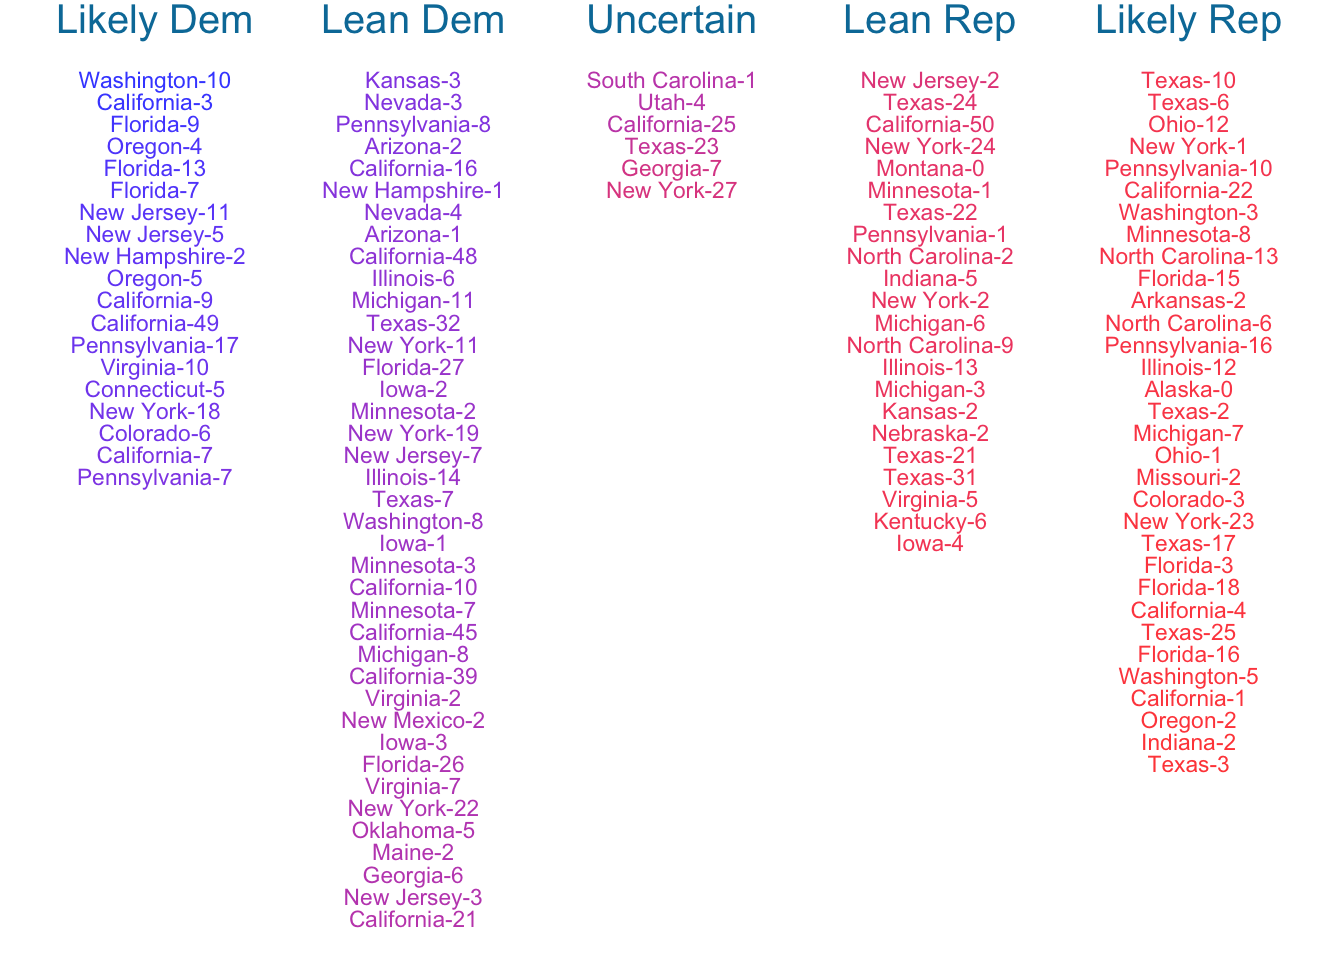 Likely Dem
Washington-10
California-3
Florida-9
Oregon-4
Florida-13
Florida-7
New Jersey-11
New Jersey-5
New Hampshire-2
Oregon-5
California-9
California-49
Pennsylvania-17
Virginia-10
Connecticut-5
New York-18
Colorado-6
California-7
Pennsylvania-7
Lean Dem
Kansas-3
Nevada-3
Pennsylvania-8
Arizona-2
California-16
New Hampshire-1
Nevada-4
Arizona-1
California-48
Illinois-6
Michigan-11
Texas-32
New York-11
Florida-27
Iowa-2
Minnesota-2
New York-19
New Jersey-7
Illinois-14
Texas-7
Washington-8
Iowa-1
Minnesota-3
California-10
Minnesota-7
California-45
Michigan-8
California-39
Virginia-2
New Mexico-2
Iowa-3
Florida-26
Virginia-7
New York-22
Oklahoma-5
Maine-2
Georgia-6
New Jersey-3
California-21
Uncertain
South Carolina-1
Utah-4
California-25
Texas-23
Georgia-7
New York-27
Lean Rep
New Jersey-2
Texas-24
California-50
New York-24
Montana-0
Minnesota-1
Texas-22
Pennsylvania-1
North Carolina-2
Indiana-5
New York-2
Michigan-6
North Carolina-9
Illinois-13
Michigan-3
Kansas-2
Nebraska-2
Texas-21
Texas-31
Virginia-5
Kentucky-6
Iowa-4
Likely Rep
Texas-10
Texas-6
Ohio-12
New York-1
Pennsylvania-10
California-22
Washington-3
Minnesota-8
North Carolina-13
Florida-15
Arkansas-2
North Carolina-6
Pennsylvania-16
Illinois-12
Alaska-0
Texas-2
Michigan-7
Ohio-1
Missouri-2
Colorado-3
New York-23
Texas-17
Florida-3
Florida-18
California-4
Texas-25
Florida-16
Washington-5
California-1
Oregon-2
Indiana-2
Texas-3